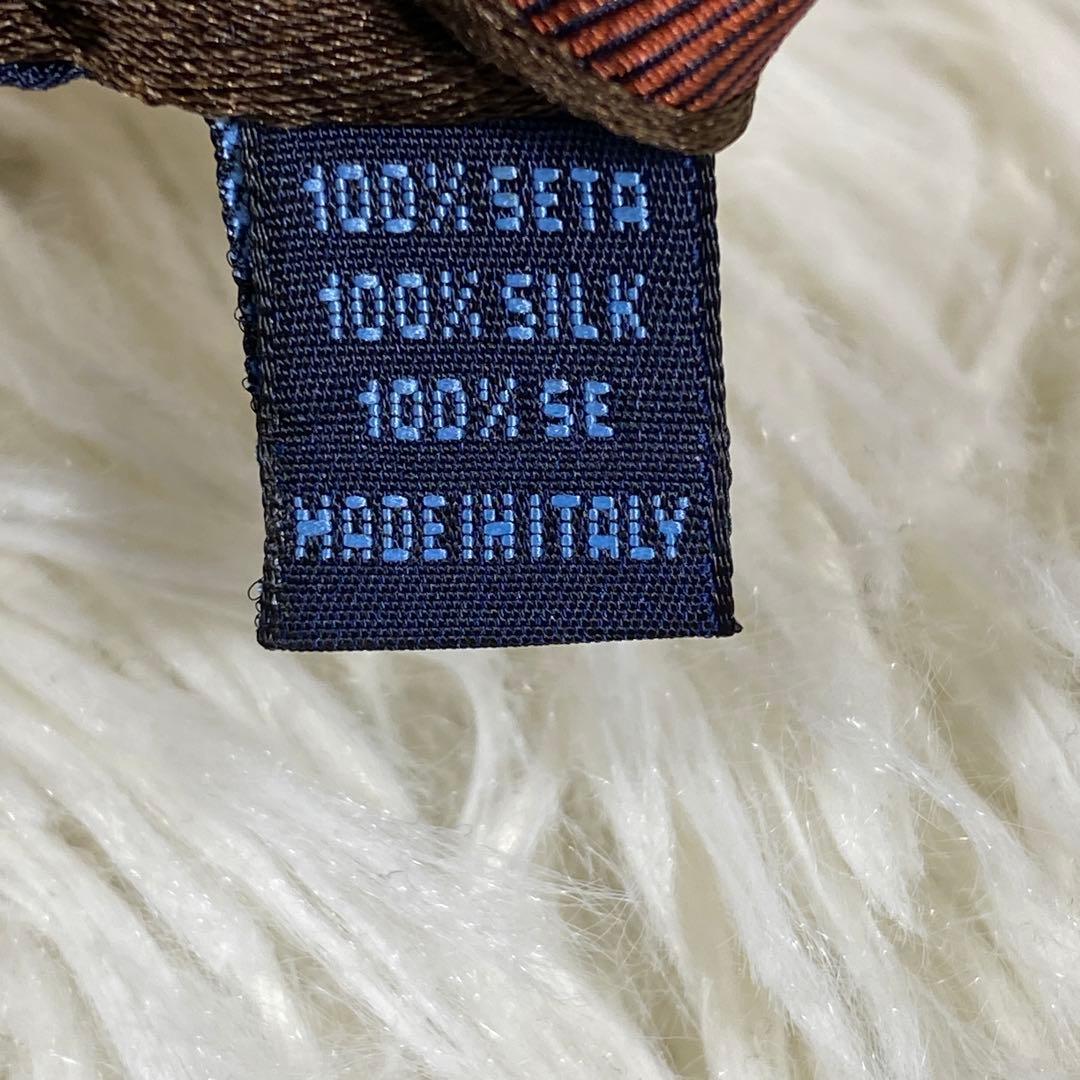 100% SETA
100% SILK
100% SE
MADE IN ITALY